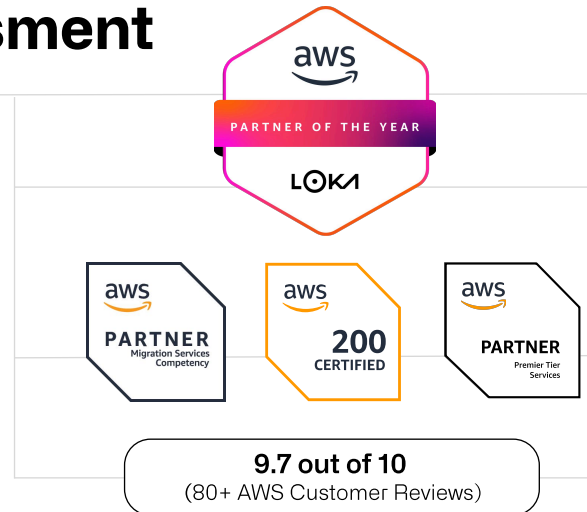 sment
aws
PARTNER OF THE YEAR
LOKA
aws
PARTNER
Migration Services
Competency
aws
200
CERTIFIED
aws
PARTNER
Premier Tier
Services
9.7 out of 10
(80+ AWS Customer Reviews)